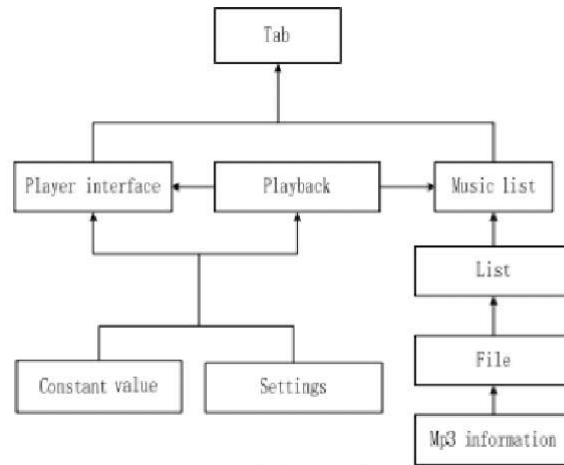 Tab
Player interface
Playback
Music list
List
Constant value
Settings
File
Mp3 information